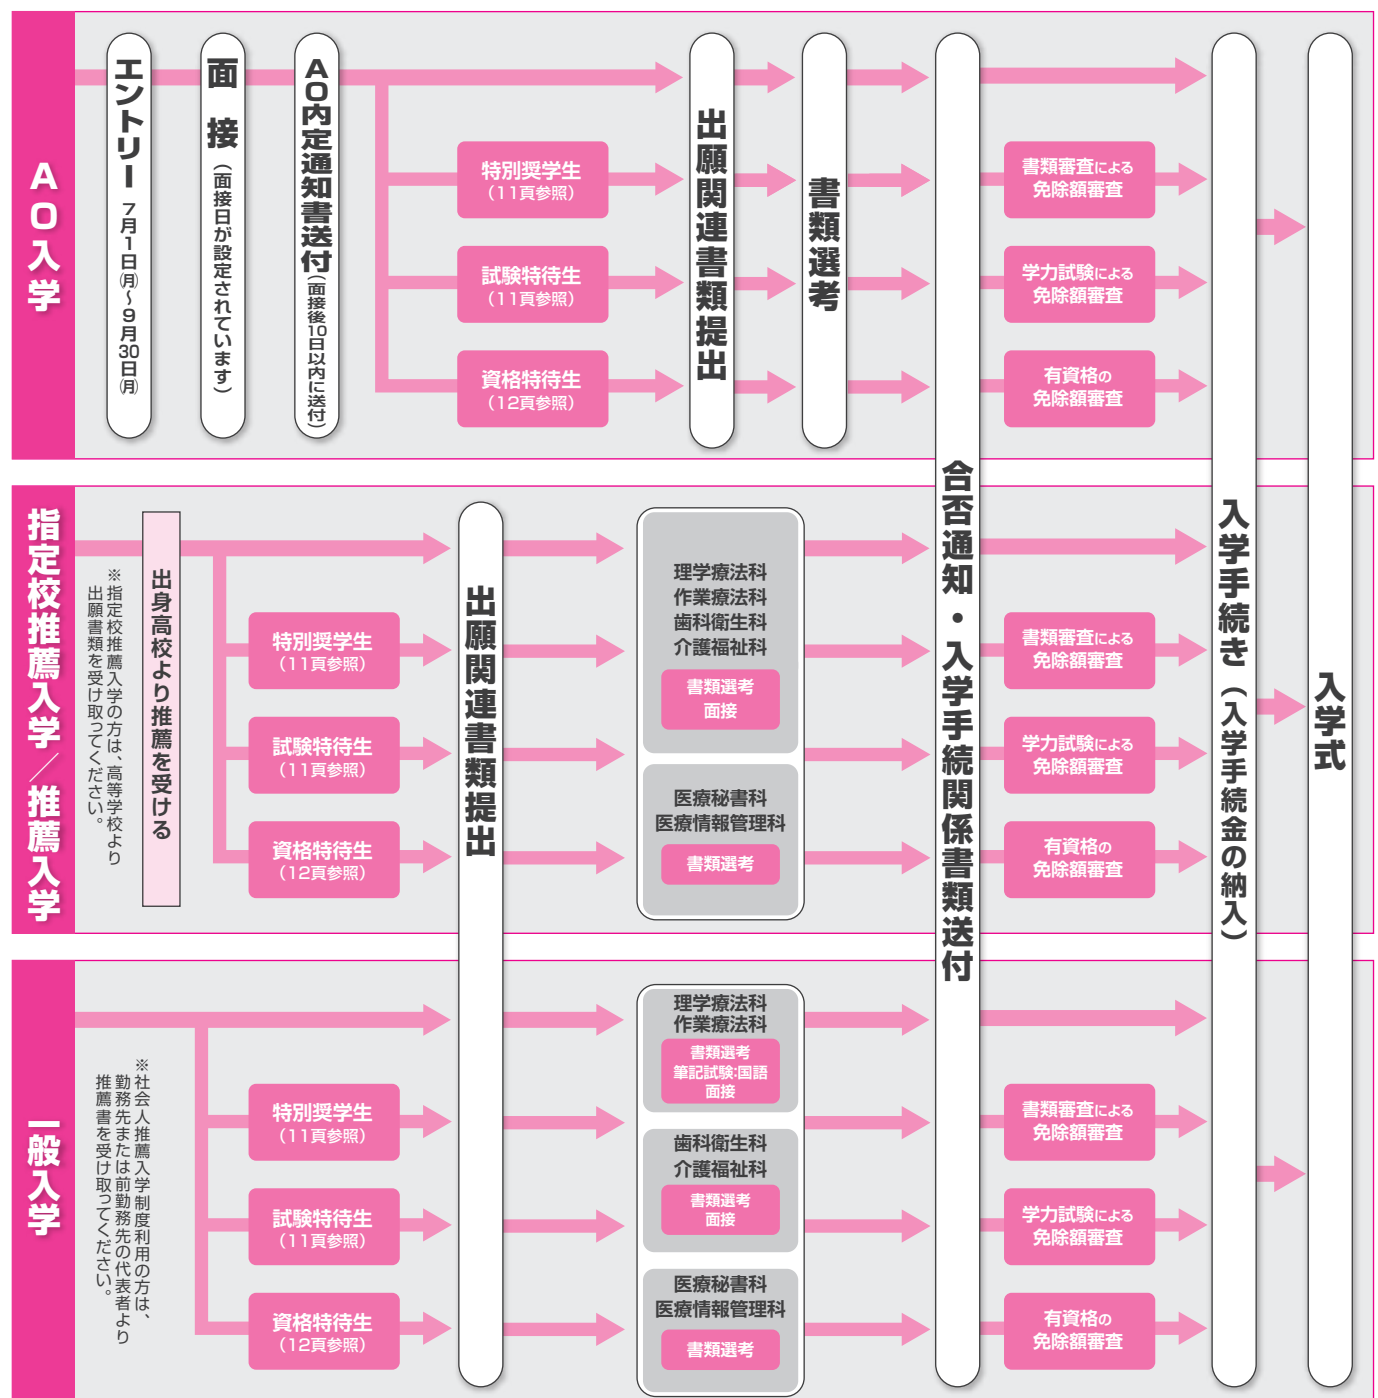 AO入学
エントリー 7月1日(月)～9月30日(月)
面接（面接日が設定されています）
AO内定通知書送付（面接後10日以内に送付）
特別奨学生
（11頁参照）
試験特待生
（11頁参照）
資格特待生
（12頁参照）
出願関連書類提出
書類選考
書類審査による
免除額審査
学力試験による
免除額審査
有資格の
免除額審査
合否通知・入学手続関係書類送付
入学手続き（入学手続金の納入）
入学式
指定校推薦入学／推薦入学
※指定校推薦入学の方は、高等学校より
出願書類を受け取ってください。
出身高校より推薦を受ける
特別奨学生
（11頁参照）
試験特待生
（11頁参照）
資格特待生
（12頁参照）
出願関連書類提出
理学療法科
作業療法科
歯科衛生科
介護福祉科
書類選考
面接
医療秘書科
医療情報管理科
書類選考
書類審査による
免除額審査
学力試験による
免除額審査
有資格の
免除額審査
一般入学
※社会人推薦入学制度利用の方は、
勤務先または前勤務先の代表者より
推薦書を受け取ってください。
特別奨学生
（11頁参照）
試験特待生
（11頁参照）
資格特待生
（12頁参照）
理学療法科
作業療法科
書類選考
筆記試験:国語
面接
歯科衛生科
介護福祉科
書類選考
面接
医療秘書科
医療情報管理科
書類選考
書類審査による
免除額審査
学力試験による
免除額審査
有資格の
免除額審査